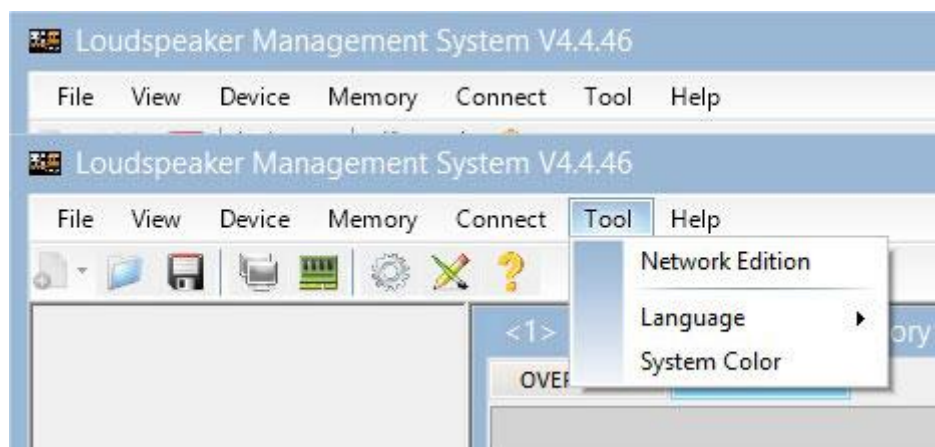 Loudspeaker Management System V4.4.46
File View Device Memory Connect Tool Help
Loudspeaker Management System V4.4.46
File View Device Memory Connect Tool Help
Network Edition
Language
<1>
System Color